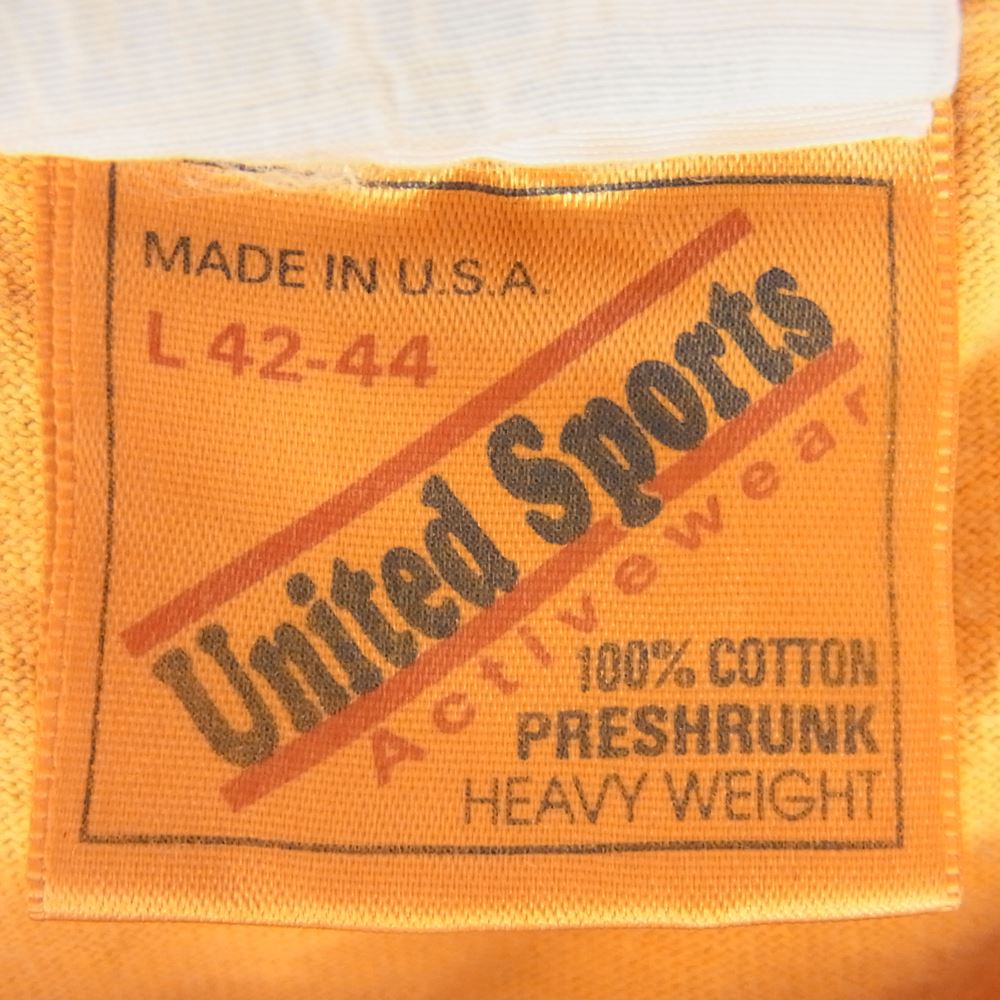 MADE IN U.S.A.
L 42-44
United Sports
Activewear
100% COTTON
PRESHRUNK
HEAVY WEIGHT